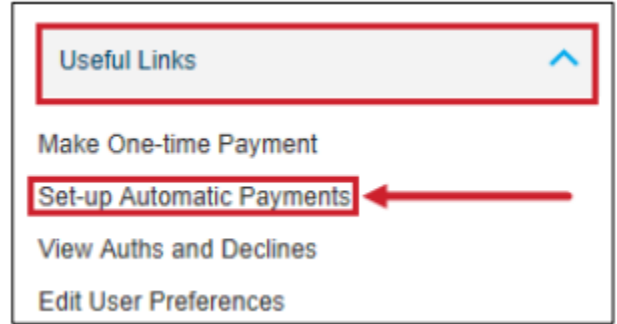 Useful Links
Make One-time Payment
Set-up Automatic Payments
View Auths and Declines
Edit User Preferences